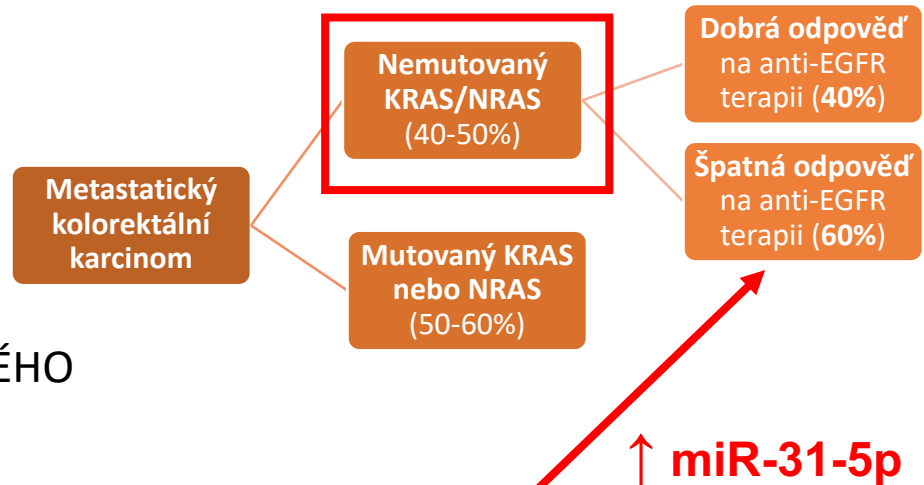 Metastatický
kolorektální
karcinom
Nemutovaný
KRAS/NRAS
(40-50%)
Mutovaný KRAS
nebo NRAS
(50-60%)
Dobrá odpověď
na anti-EGFR
terapii (40%)
Špatná odpověď
na anti-EGFR
terapii (60%)
ÉHO
↑ miR-31-5p